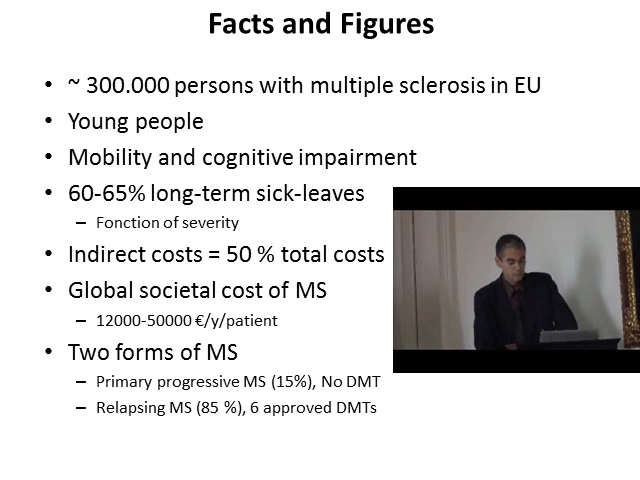 Facts and Figures
• ~ 300.000 persons with multiple sclerosis in EU
• Young people
• Mobility and cognitive impairment
• 60-65% long-term sick-leaves
– Fonction of severity
• Indirect costs = 50 % total costs
• Global societal cost of MS
– 12000-50000 €/y/patient
• Two forms of MS
– Primary progressive MS (15%), No DMT
– Relapsing MS (85 %), 6 approved DMTs